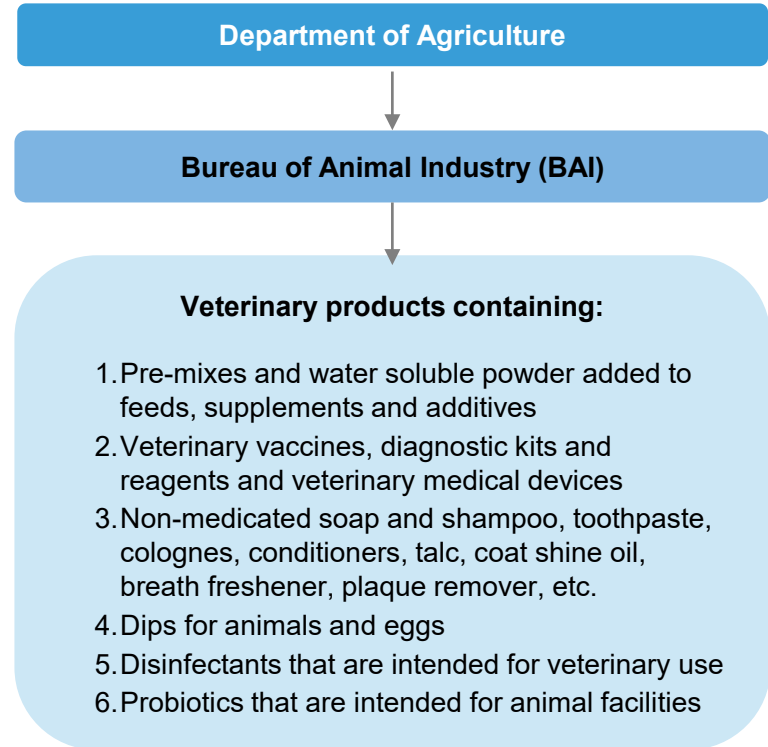 Department of Agriculture
Bureau of Animal Industry (BAI)
Veterinary products containing:
1.Pre-mixes and water soluble powder added to
feeds, supplements and additives
2.Veterinary vaccines, diagnostic kits and
reagents and veterinary medical devices
3.Non-medicated soap and shampoo, toothpaste,
colognes, conditioners, talc, coat shine oil,
breath freshener, plaque remover, etc.
4.Dips for animals and eggs
5.Disinfectants that are intended for veterinary use
6.Probiotics that are intended for animal facilities